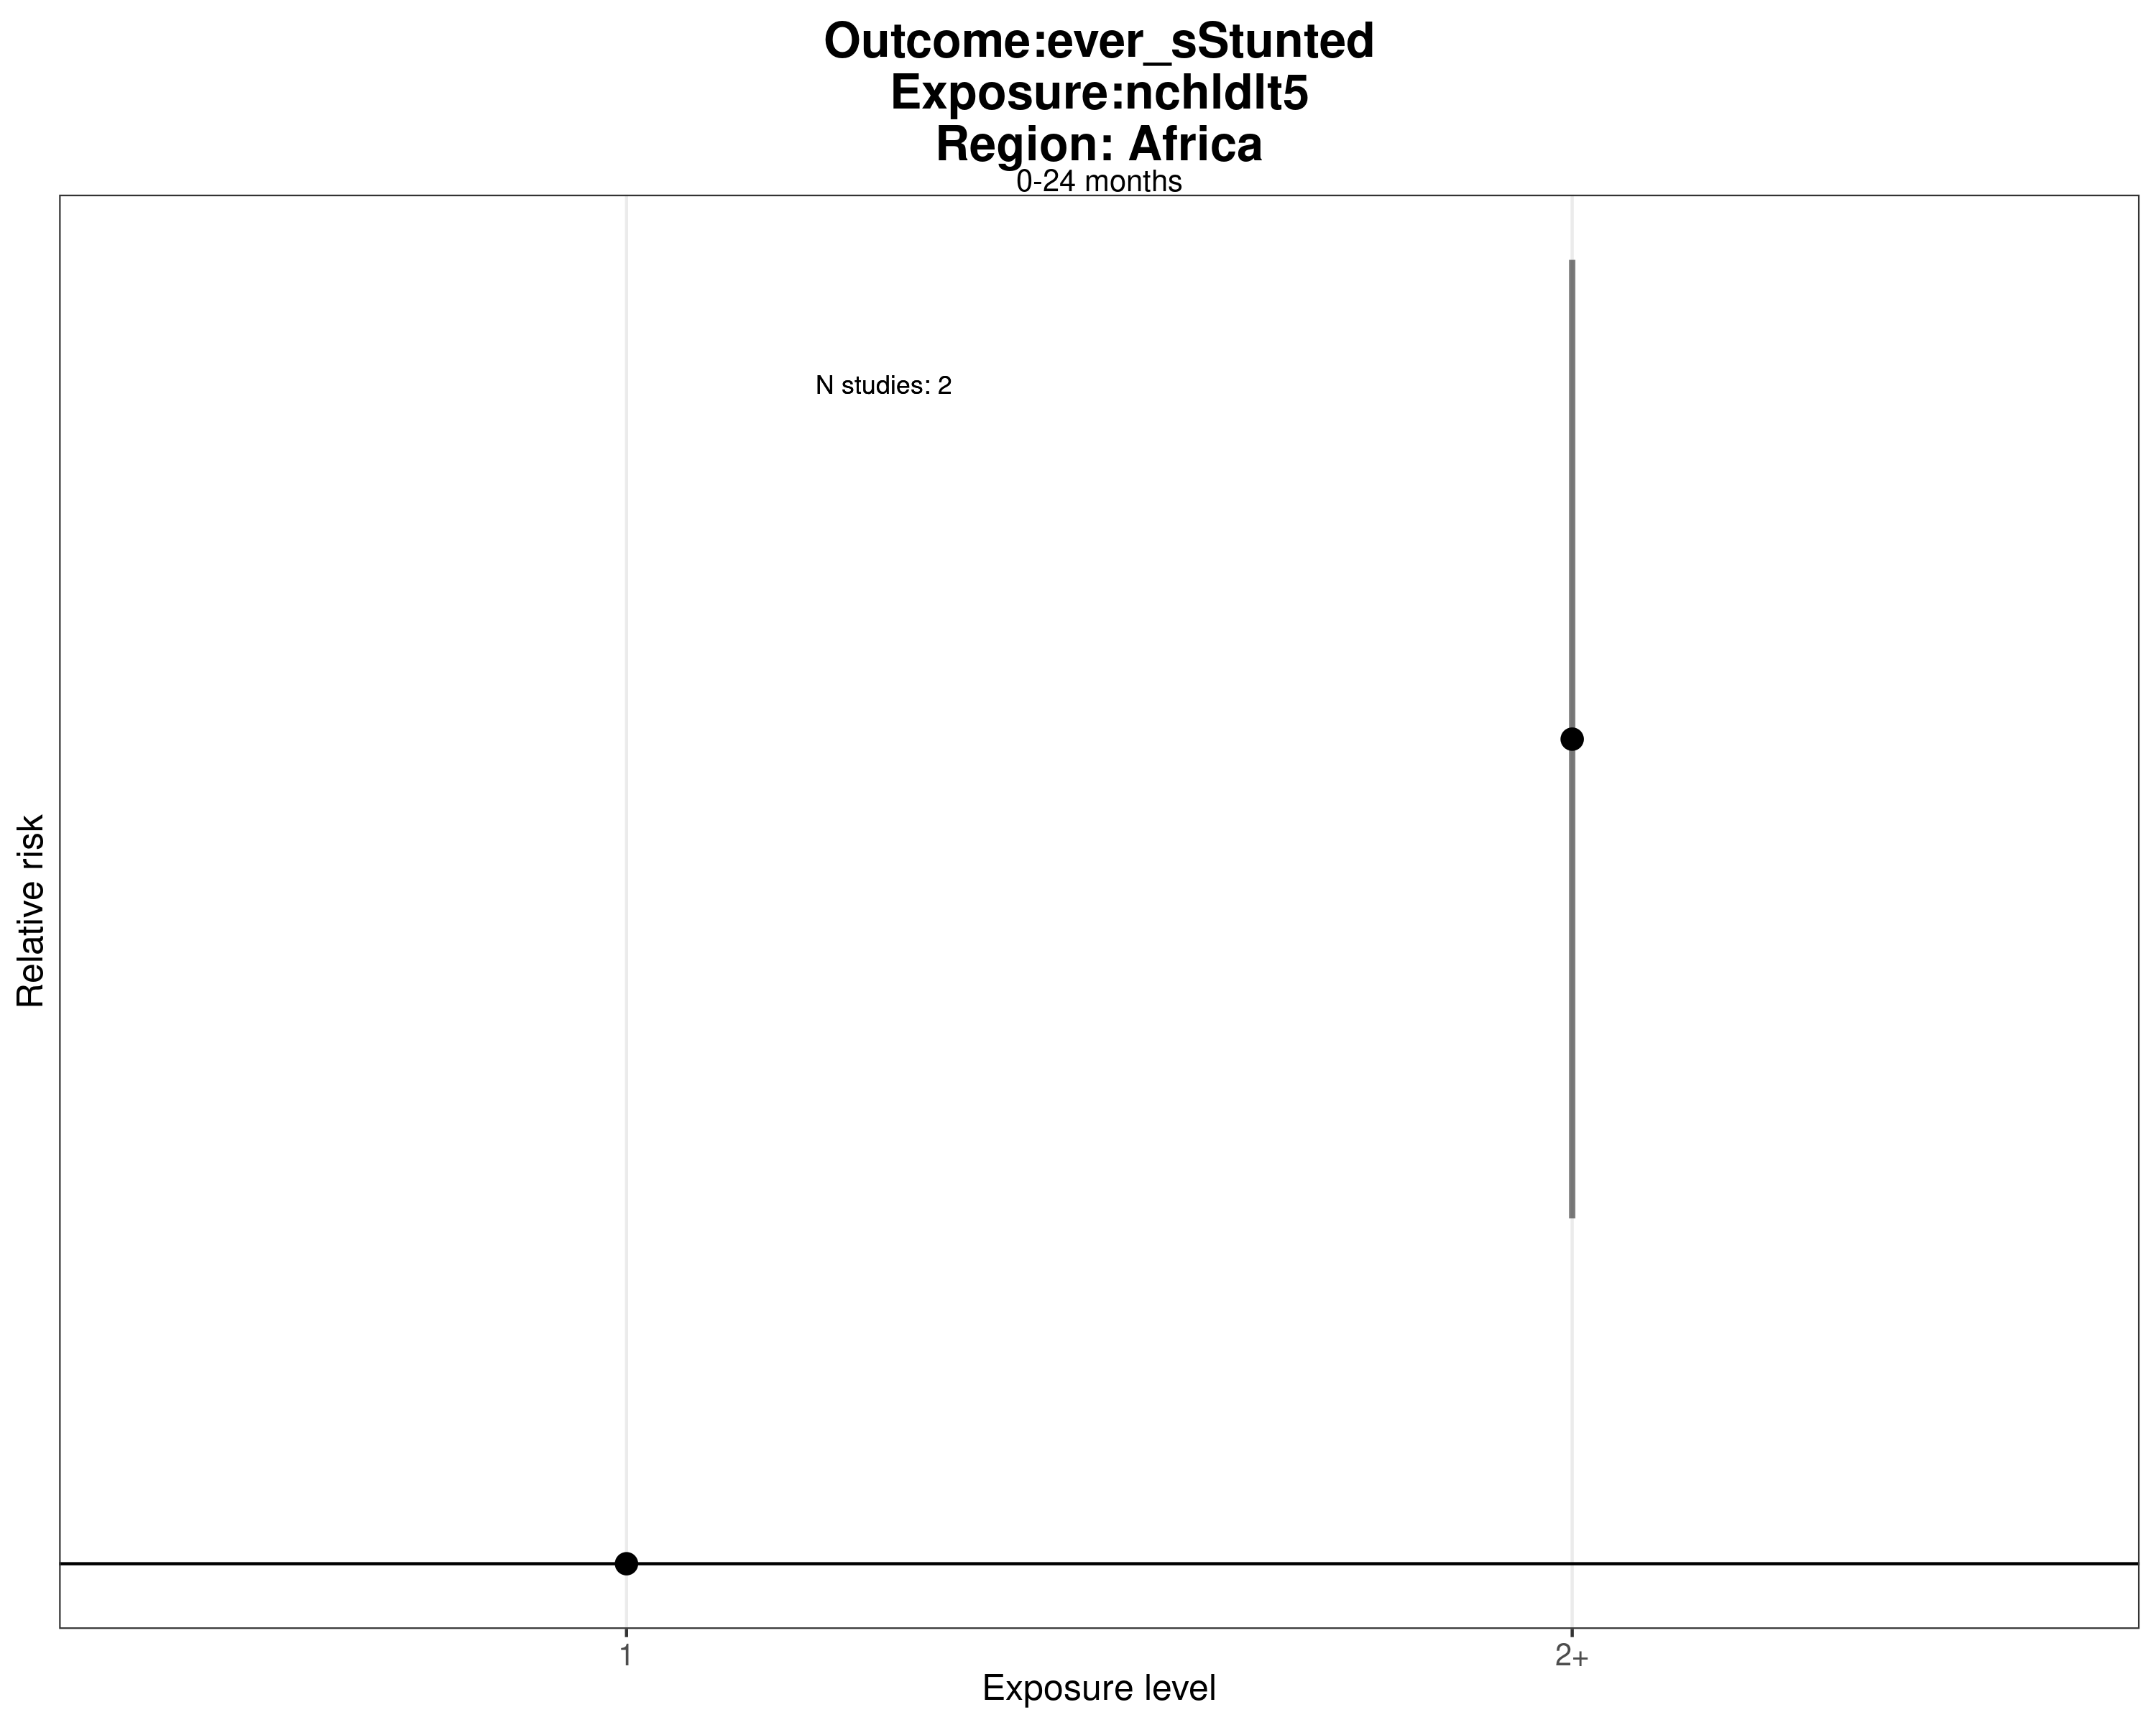 Outcome:ever_sStunted
Exposure:nchldlt5
Region: Africa
0-24 months
N studies: 2
Relative risk
1
2+
Exposure level